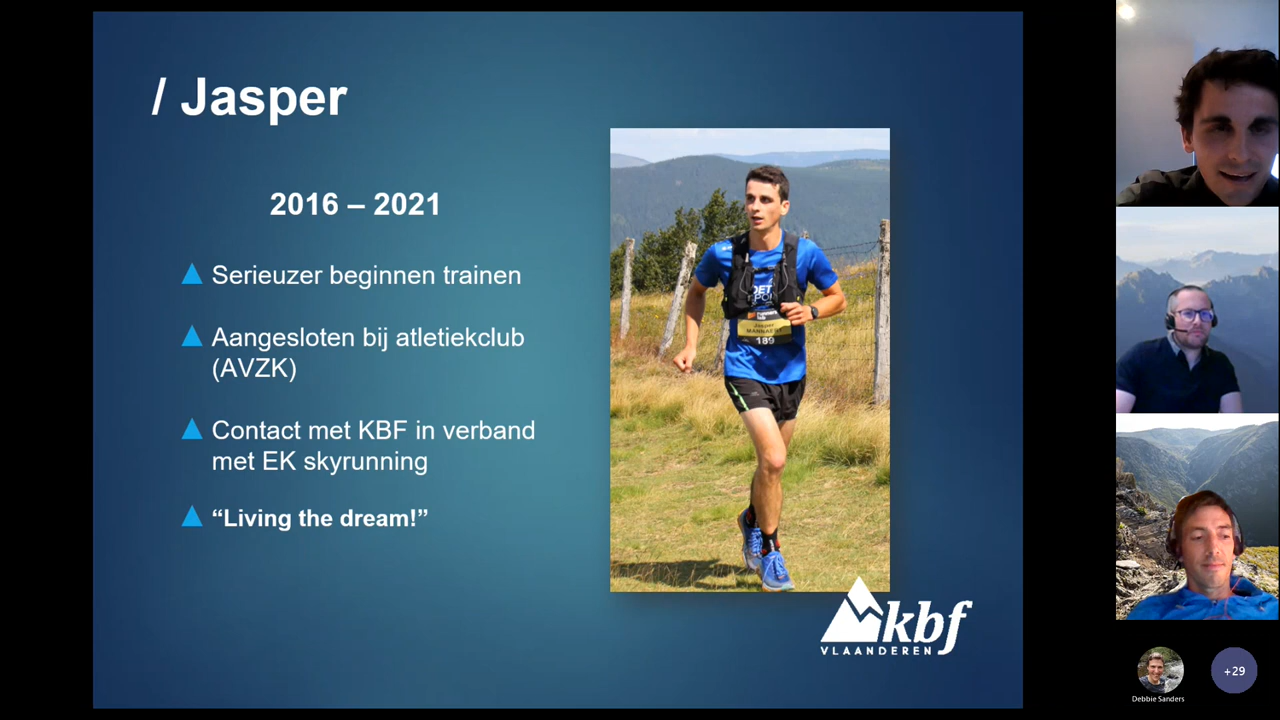 / Jasper
2016 – 2021
Serieuzer beginnen trainen
Aangesloten bij atletiekclub
(AVZK)
Contact met KBF in verband
met EK skyrunning
“Living the dream!”
189
kbf
VLAANDEREN
Debbie Sanders
+29